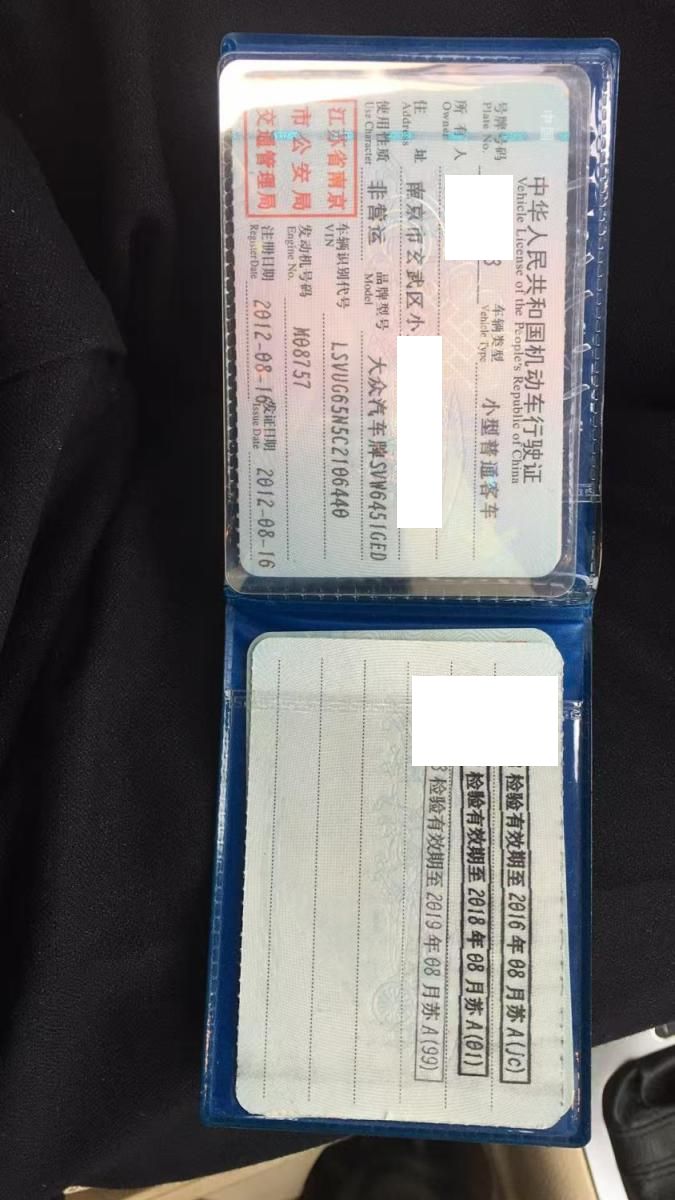 中华人民共和国机动车行驶证
Vehicle License of the People's Republic of China
号牌号码 3 车辆类型 小型普通客车
Plate No. Vehicle Type
所有人
Owner
住址 南京市玄武区小
Address
使用性质 非营运 品牌型号 大众汽车牌SVW6451GED
Use Character Model
江苏省南京
市公安局
交通管理局
车辆识别代号 LSVUG65N5C2106440
VIN
发动机号码 M08757
Engine No.
注册日期 2012-08-16 发证日期 2012-08-16
Register Date Issue Date
检验有效期至2016年08月苏A(jc)
检验有效期至2018年08月苏A(01)
3 检验有效期至2019年08月苏A(99)